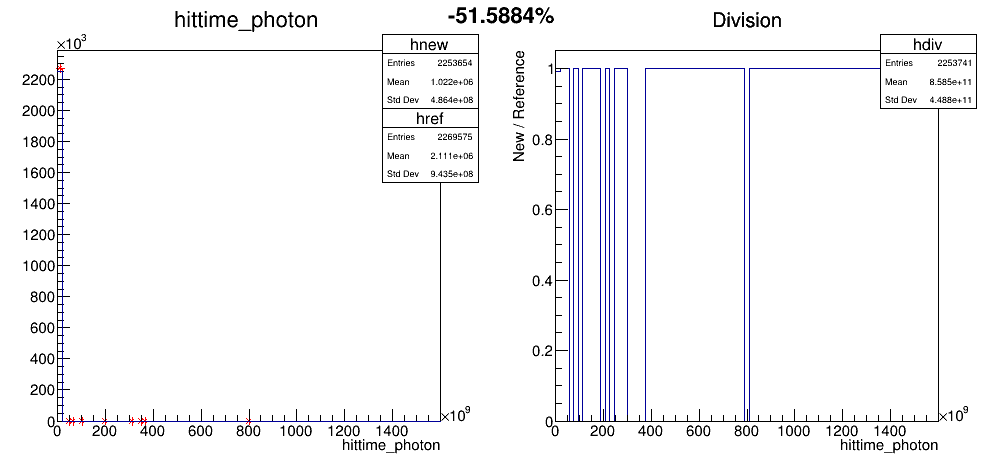 -51.5884%
hittime_photon
×10³
hnew
Entries 2253654
Mean 1.022e+06
Std Dev 4.864e+08
href
Entries 2269575
Mean 2.111e+06
Std Dev 9.435e+08
2200
2000
1800
1600
1400
1200
1000
800
600
400
200
0
0 200 400 600 800 1000 1200 1400
×10⁹
hittime_photon
Division
hdiv
Entries 2253741
Mean 8.585e+11
Std Dev 4.488e+11
New / Reference
1
0.8
0.6
0.4
0.2
0
0 200 400 600 800 1000 1200 1400
×10⁹
hittime_photon